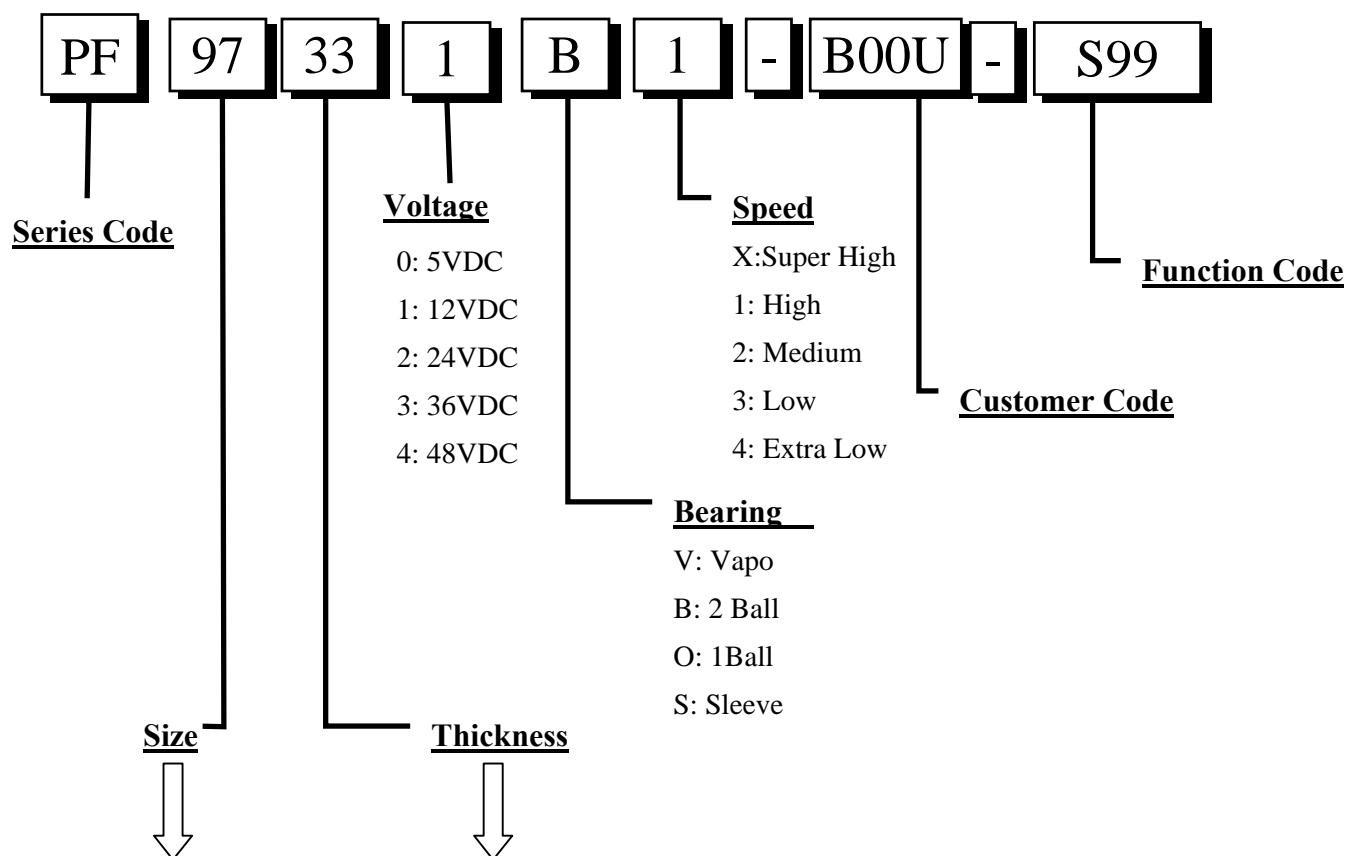 PF 97 33 1 B 1 - B00U - S99
Series Code
Voltage
0: 5VDC
1: 12VDC
2: 24VDC
3: 36VDC
4: 48VDC
Speed
X:Super High
1: High
2: Medium
3: Low
4: Extra Low
Function Code
Customer Code
Bearing
V: Vapo
B: 2 Ball
O: 1Ball
S: Sleeve
Size
Thickness